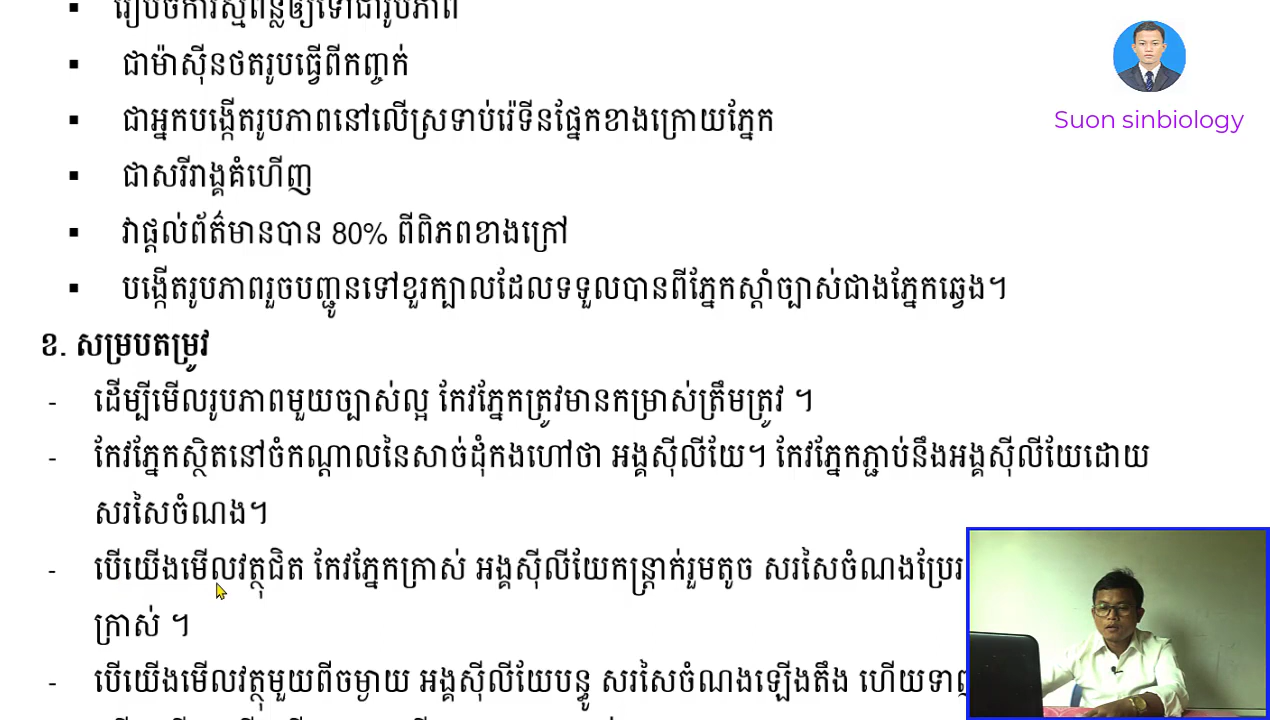 រៀបចំការស្មុំពន្លឺឲ្យទៅជារូបភាព
▪ ជាម៉ាស៊ីនថតរូបធ្វើពីកញ្ចក់
▪ ជាអ្នកបង្កើតរូបភាពនៅលើស្រទាប់រ៉េទីនផ្នែកខាងក្រោយភ្នែក
▪ ជាសរីរាង្គគំហើញ
▪ វាផ្តល់ព័ត៌មានបាន 80% ពីពិភពខាងក្រៅ
▪ បង្កើតរូបភាពរួចបញ្ជូនទៅខួរក្បាលដែលទទួលបានពីភ្នែកស្តាំច្បាស់ជាងភ្នែកឆ្វេង។
ខ. សម្របតម្រូវ
- ដើម្បីមើលរូបភាពមួយច្បាស់ល្អ កែវភ្នែកត្រូវមានកម្រាស់ត្រឹមត្រូវ ។
- កែវភ្នែកស្ថិតនៅចំកណ្តាលនៃសាច់ដុំកងហៅថា អង្គស៊ីលីយែ។ កែវភ្នែកភ្ជាប់នឹងអង្គស៊ីលីយែដោយ
សរសៃចំណង។
- បើយើងមើលវត្ថុជិត កែវភ្នែកក្រាស់ អង្គស៊ីលីយែកន្ត្រាក់រួមតូច សរសៃចំណងប្រែ
ក្រាស់ ។
- បើយើងមើលវត្ថុមួយពីចម្ងាយ អង្គស៊ីលីយែបន្ធូ សរសៃចំណងឡើងតឹង ហើយទាញ
Suon sinbiology